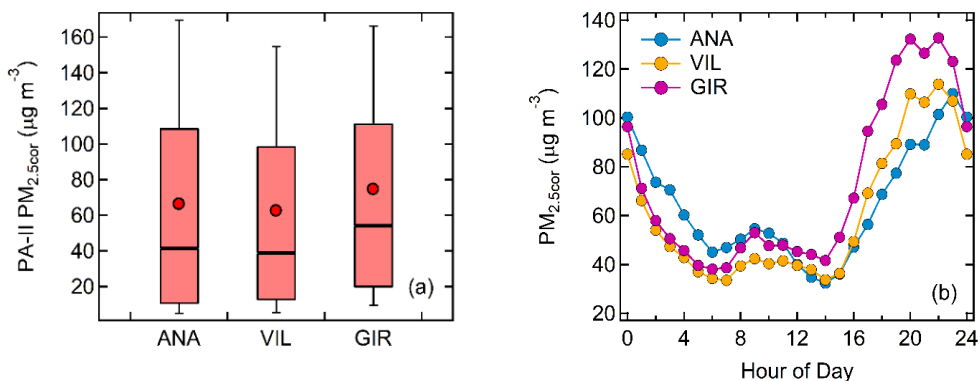 PA-II PM2.5cor (μg m−3)
160
140
120
100
80
60
40
20
ANA VIL GIR
(a)
PM2.5cor (μg m−3)
140
120
100
80
60
40
20
ANA
VIL
GIR
(b)
0 4 8 12 16 20 24
Hour of Day